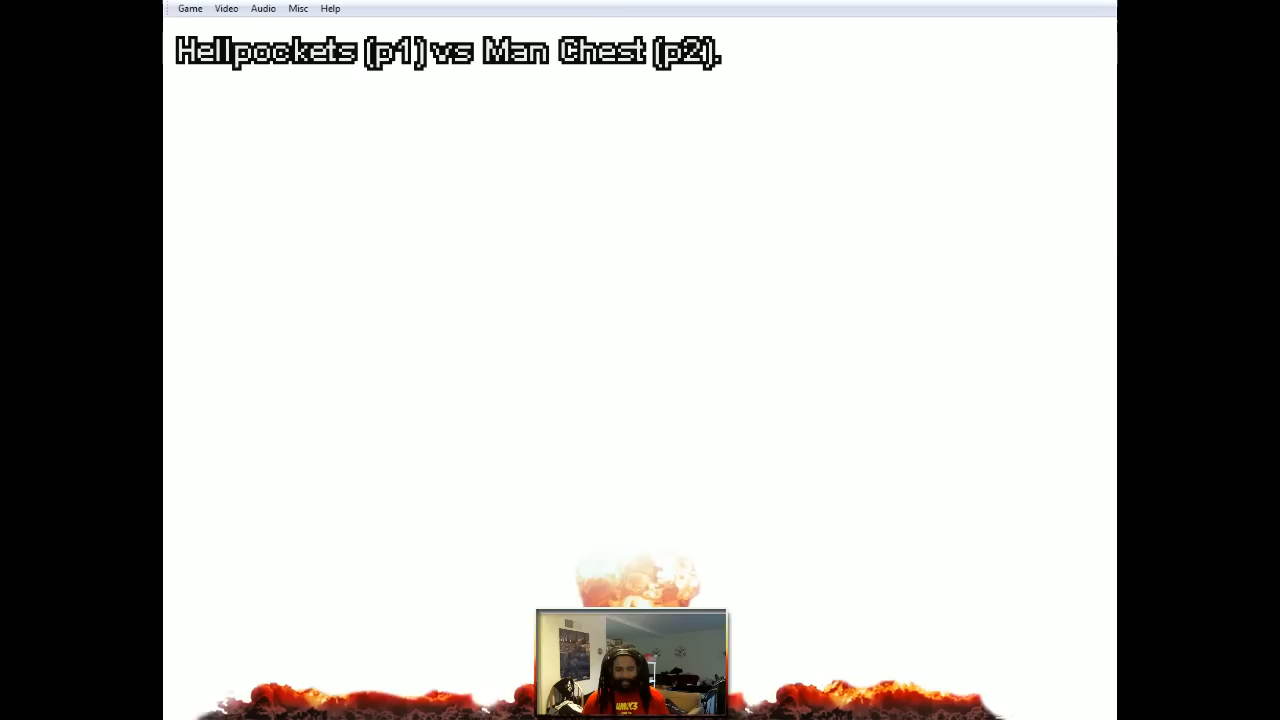 Game Video Audio Misc Help
Hellpockets (p1) vs Man Chest (p2).